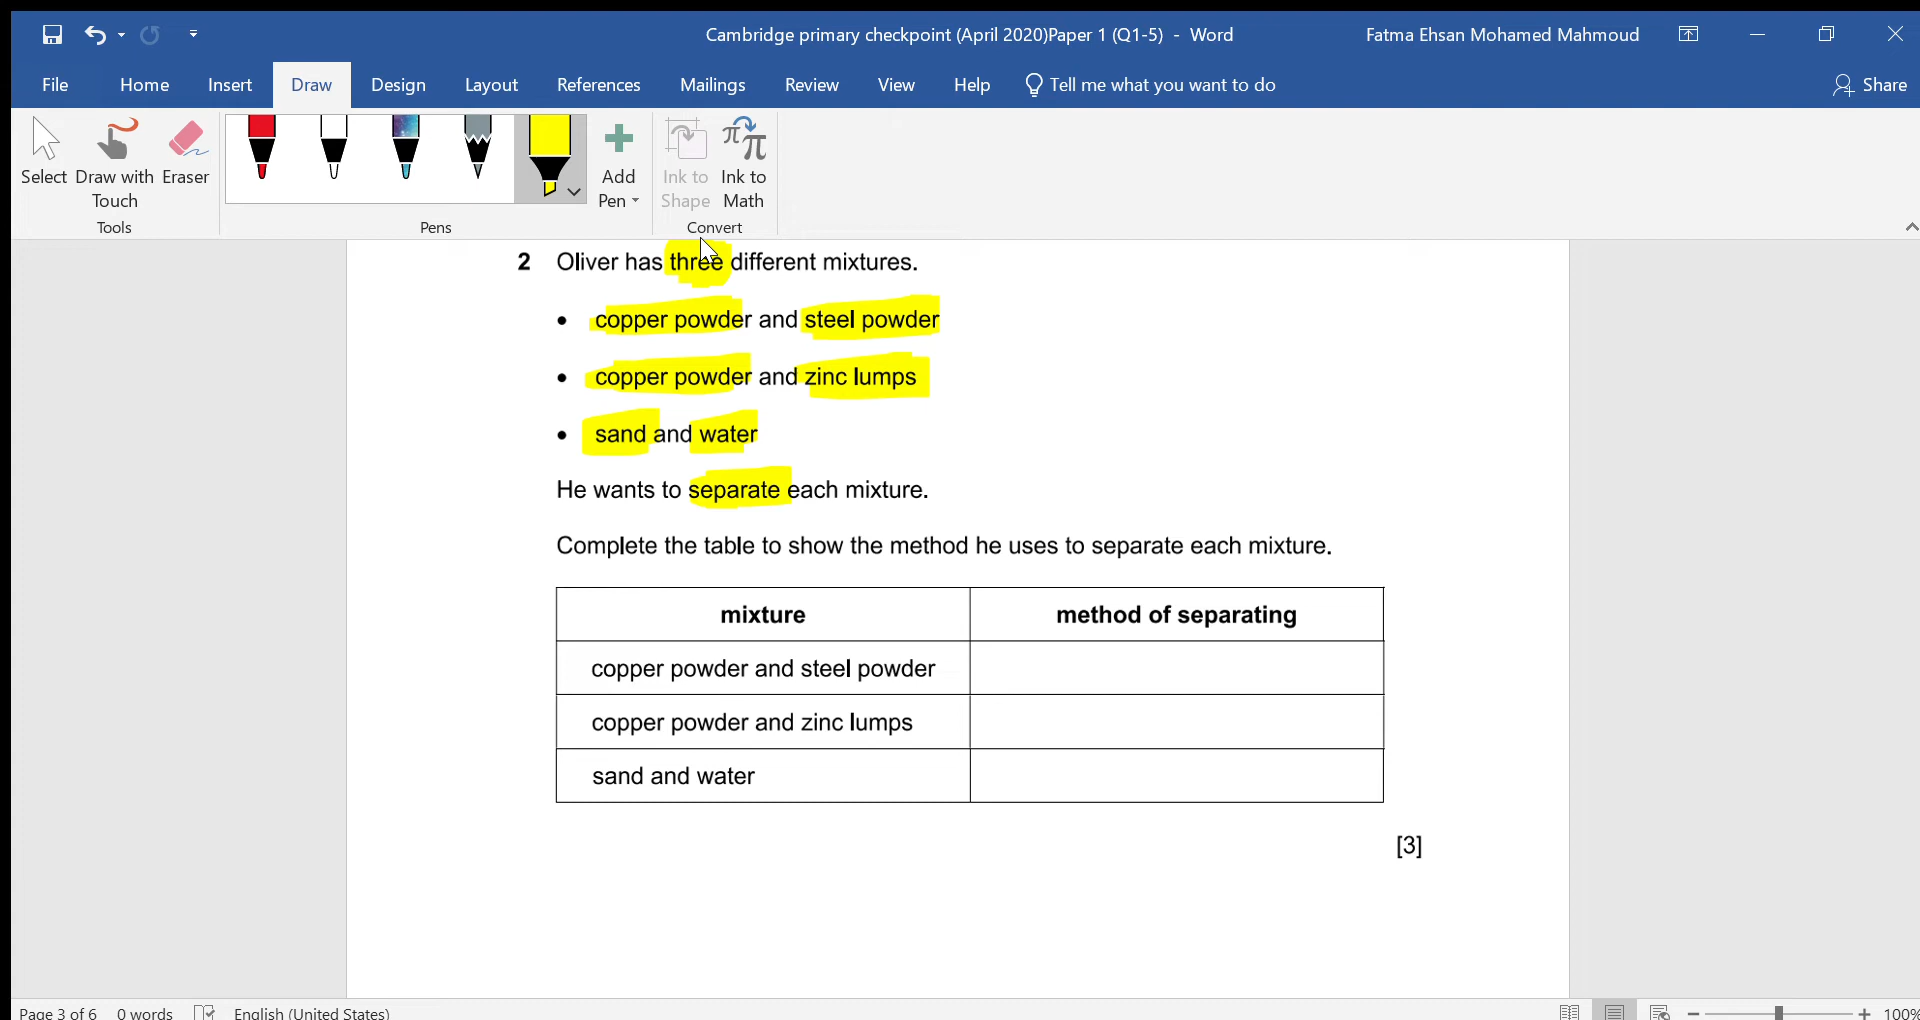 Cambridge primary checkpoint (April 2020)Paper 1 (Q1-5) - Word
Fatma Ehsan Mohamed Mahmoud
File Home Insert Draw Design Layout References Mailings Review View Help Tell me what you want to do Share
Select Draw with Touch Eraser
Add Pen
Ink to Shape
Ink to Math
Tools Pens Convert
2 Oliver has three different mixtures.
• copper powder and steel powder
• copper powder and zinc lumps
• sand and water
He wants to separate each mixture.
Complete the table to show the method he uses to separate each mixture.
mixture method of separating
copper powder and steel powder
copper powder and zinc lumps
sand and water
[3]
Page 3 of 6 0 words English (United States) 100%